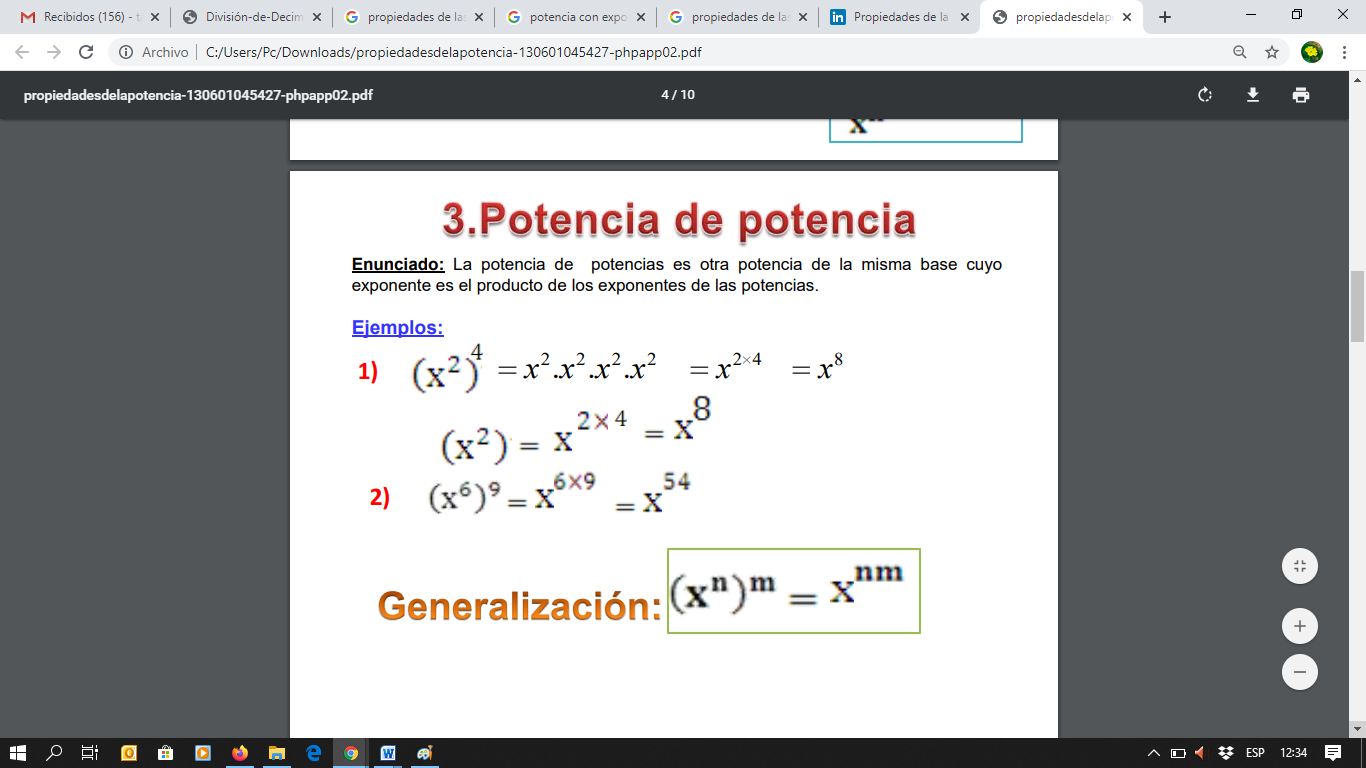 Recibidos (156) - t
División-de-Decim
propiedades de la
potencia con expo
propiedades de la
Propiedades de la
propiedadesdelap
Archivo C:/Users/Pc/Downloads/propiedadesdelapotencia-130601045427-phpapp02.pdf
propiedadesdelapotencia-130601045427-phpapp02.pdf 4 / 10
xⁿ
3.Potencia de potencia
Enunciado: La potencia de potencias es otra potencia de la misma base cuyo
exponente es el producto de los exponentes de las potencias.
Ejemplos:
1) (x²)⁴ = x².x².x².x² = x²ˣ⁴ = x⁸
(x²) = x²ˣ⁴ = x⁸
2) (x⁶)⁹ = x⁶ˣ⁹ = x⁵⁴
Generalización: (xⁿ)ᵐ = xⁿᵐ
ESP 12:34